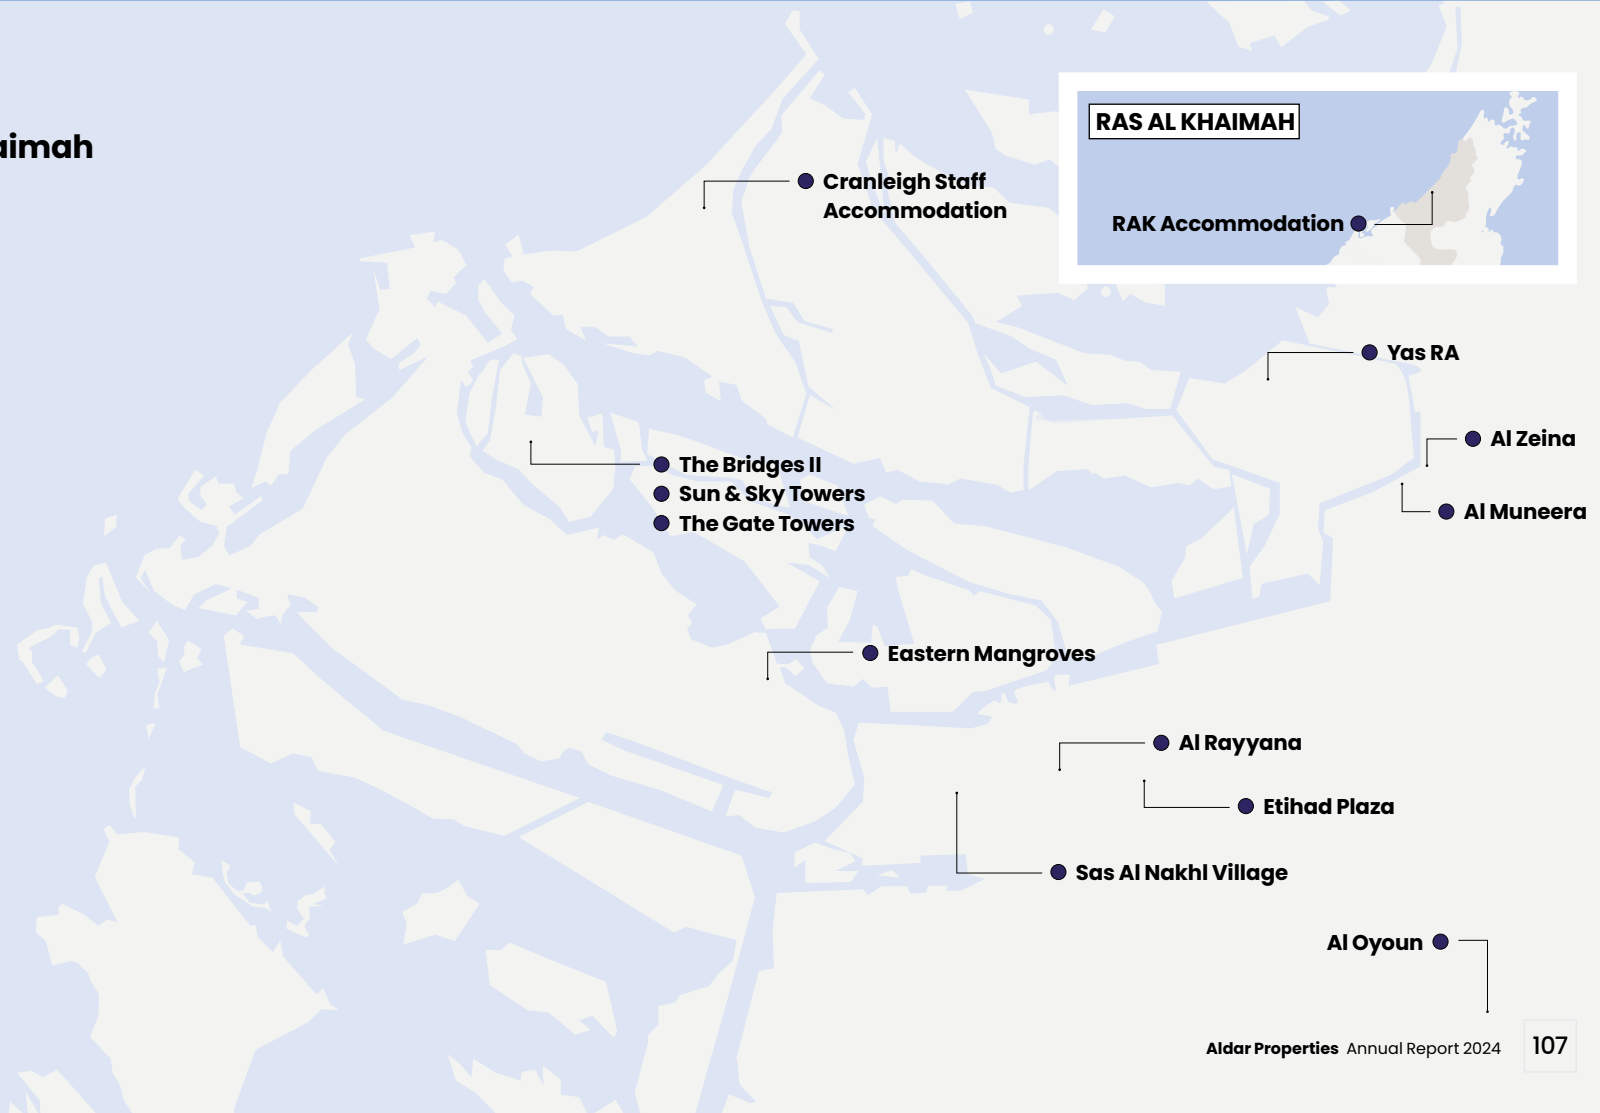 aimah
RAS AL KHAIMAH
RAK Accommodation
Cranleigh Staff
Accommodation
Yas RA
Al Zeina
Al Muneera
The Bridges II
Sun & Sky Towers
The Gate Towers
Eastern Mangroves
Al Rayyana
Etihad Plaza
Sas Al Nakhl Village
Al Oyoun
Aldar Properties Annual Report 2024 107